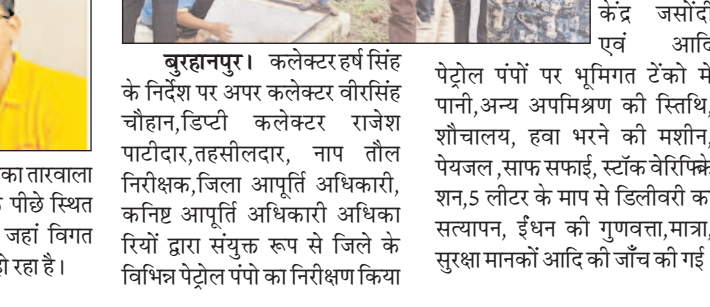 का तारवाला
पीछे स्थित
जहां विगत
हो रहा है।
बुरहानपुर। कलेक्टर हर्ष सिंह
के निर्देश पर अपर कलेक्टर वीरसिंह
चौहान,डिप्टी कलेक्टर राजेश
पाटीदार,तहसीलदार, नाप तौल
निरीक्षक,जिला आपूर्ति अधिकारी,
कनिष्ट आपूर्ति अधिकारी अधिका
रियों द्वारा संयुक्त रूप से जिले के
विभिन्न पेट्रोल पंपो का निरीक्षण किया
केंद्र जसोंदी
एवं आदि
पेट्रोल पंपों पर भूमिगत टेंको में
पानी,अन्य अपमिश्रण की स्तिथि,
शौचालय, हवा भरने की मशीन,
पेयजल ,साफ सफाई, स्टॉक वेरिफिके
शन,5 लीटर के माप से डिलीवरी का
सत्यापन, ईंधन की गुणवत्ता,मात्रा,
सुरक्षा मानकों आदि की जाँच की गई